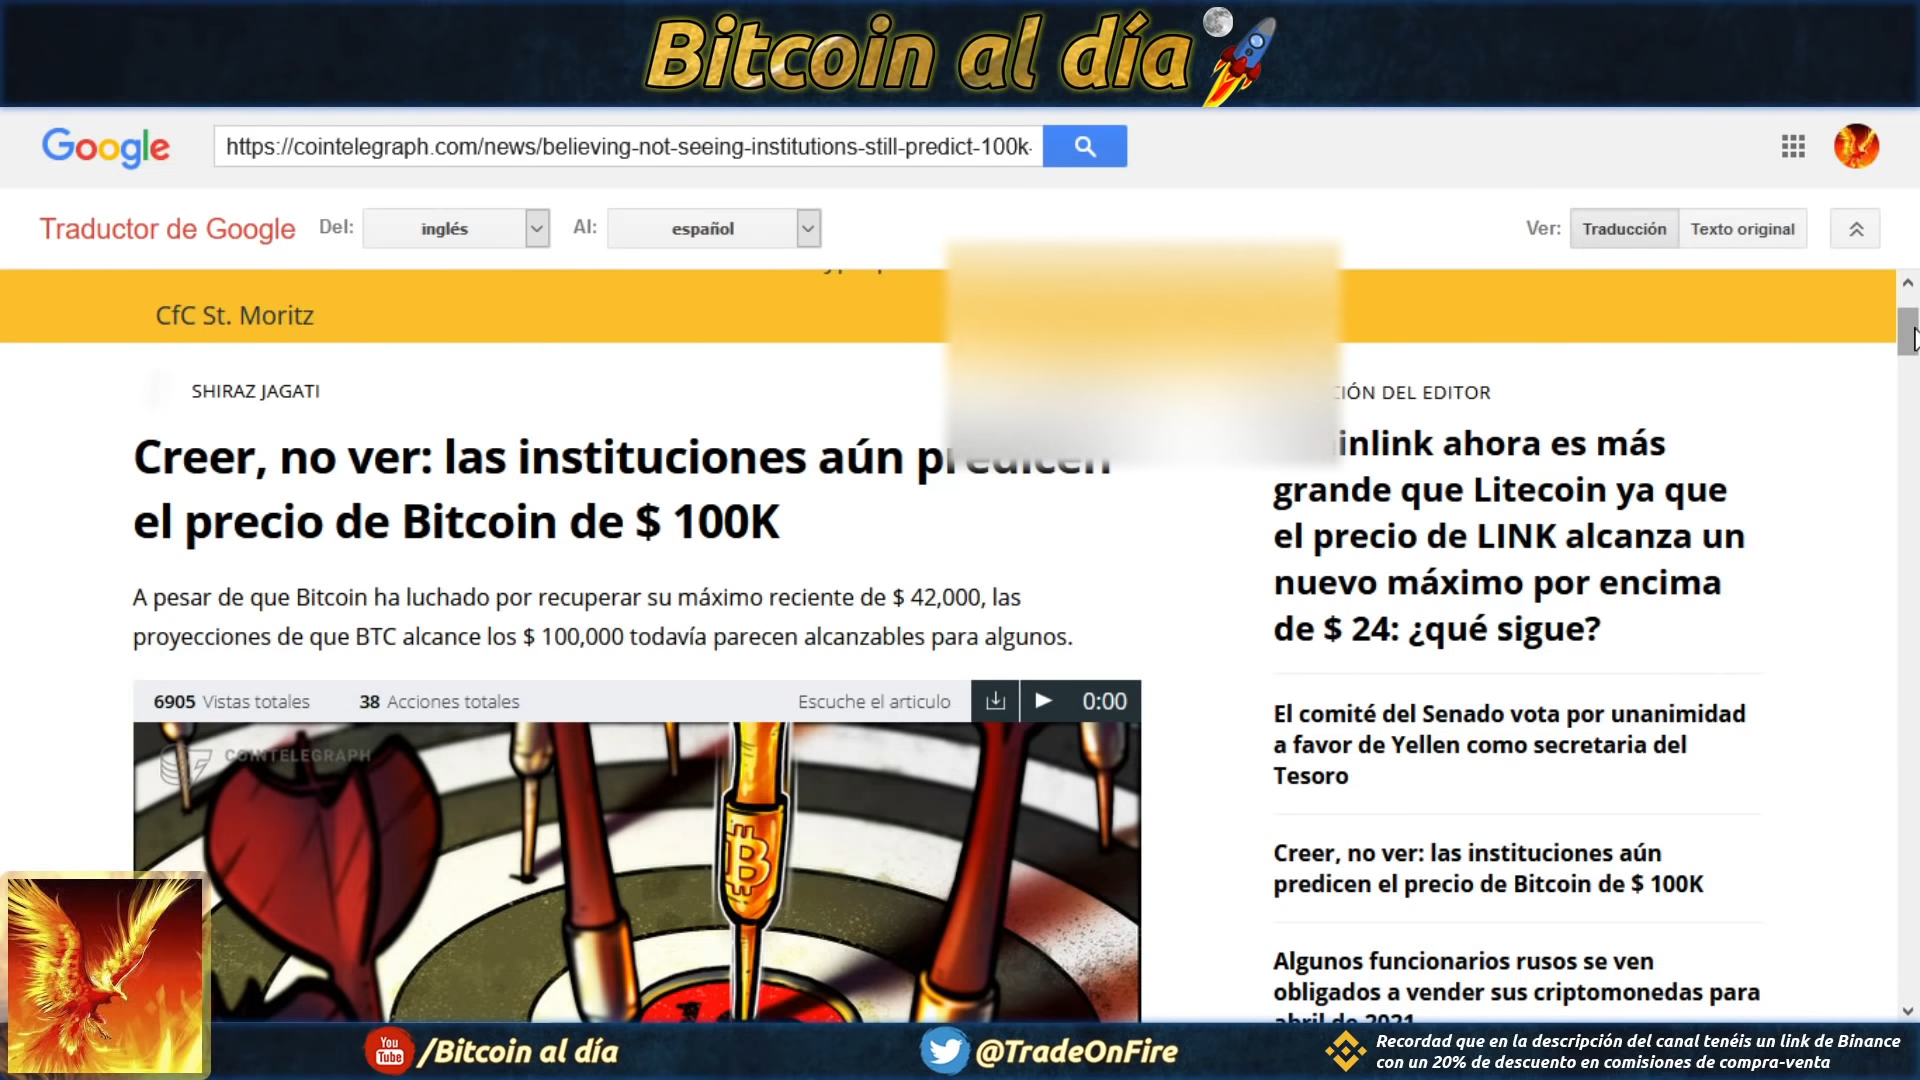 Bitcoin al día
Google
https://cointelegraph.com/news/believing-not-seeing-institutions-still-predict-100k-
Traductor de Google
Del:
inglés
Al:
español
Ver:
Traducción
Texto original
CfC St. Moritz
SHIRAZ JAGATI
Creer, no ver: las instituciones aún predicen
el precio de Bitcoin de $ 100K
A pesar de que Bitcoin ha luchado por recuperar su máximo reciente de $ 42,000, las
proyecciones de que BTC alcance los $ 100,000 todavía parecen alcanzables para algunos.
6905 Vistas totales
38 Acciones totales
Escuche el articulo
0:00
COINTELEGRAPH
DEL EDITOR
ahora es más
grande que Litecoin ya que
el precio de LINK alcanza un
nuevo máximo por encima
de $ 24: ¿qué sigue?
El comité del Senado vota por unanimidad
a favor de Yellen como secretaria del
Tesoro
Creer, no ver: las instituciones aún
predicen el precio de Bitcoin de $ 100K
Algunos funcionarios rusos se ven
obligados a vender sus criptomonedas para
abril de 2021
You
Tube
/Bitcoin al día
@TradeOnFire
Recordad que en la descripción del canal tenéis un link de Binance
con un 20% de descuento en comisiones de compra-venta